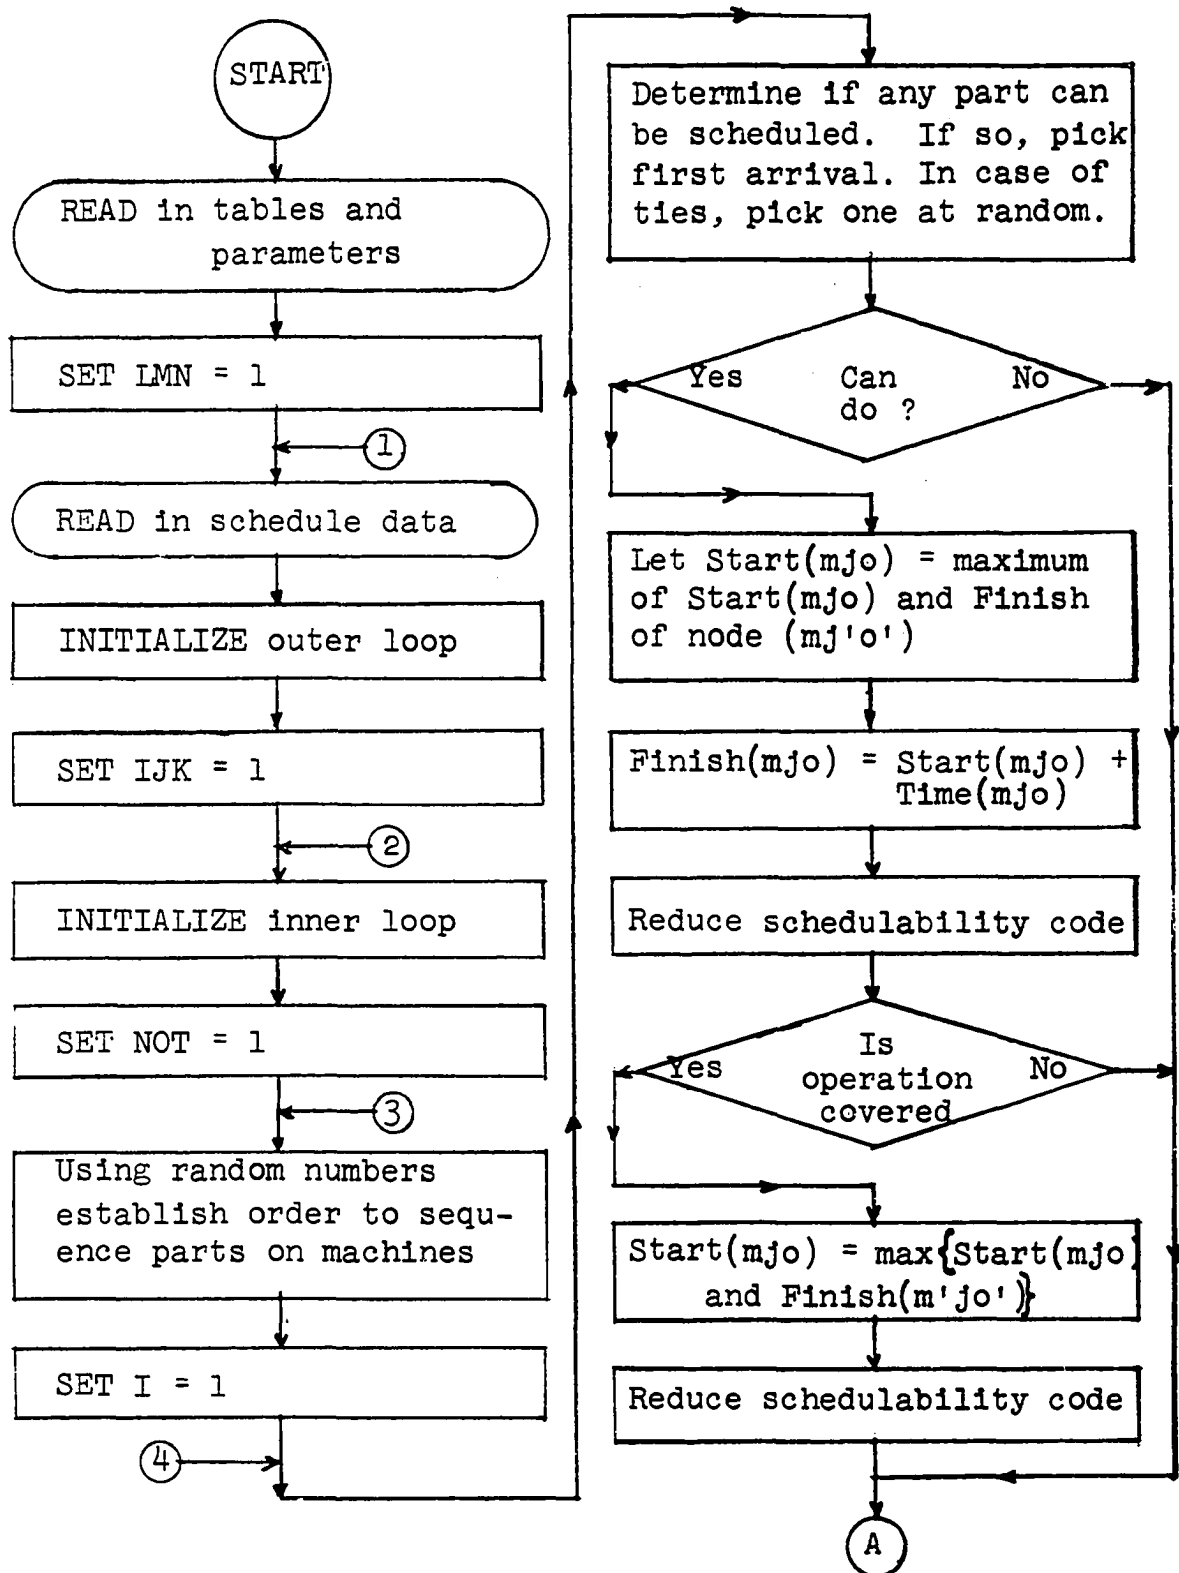 START
READ in tables and
parameters
SET LMN = 1
1
READ in schedule data
INITIALIZE outer loop
SET IJK = 1
2
INITIALIZE inner loop
SET NOT = 1
3
Using random numbers
establish order to sequ-
ence parts on machines
SET I = 1
4
Determine if any part can
be scheduled. If so, pick
first arrival. In case of
ties, pick one at random.
Yes Can No
do ?
Let Start(mjo) = maximum
of Start(mjo) and Finish
of node (mj'o')
Finish(mjo) = Start(mjo) +
Time(mjo)
Reduce schedulability code
Is
Yes operation No
covered
Start(mjo) = max{Start(mjo)
and Finish(m'jo')}
Reduce schedulability code
A